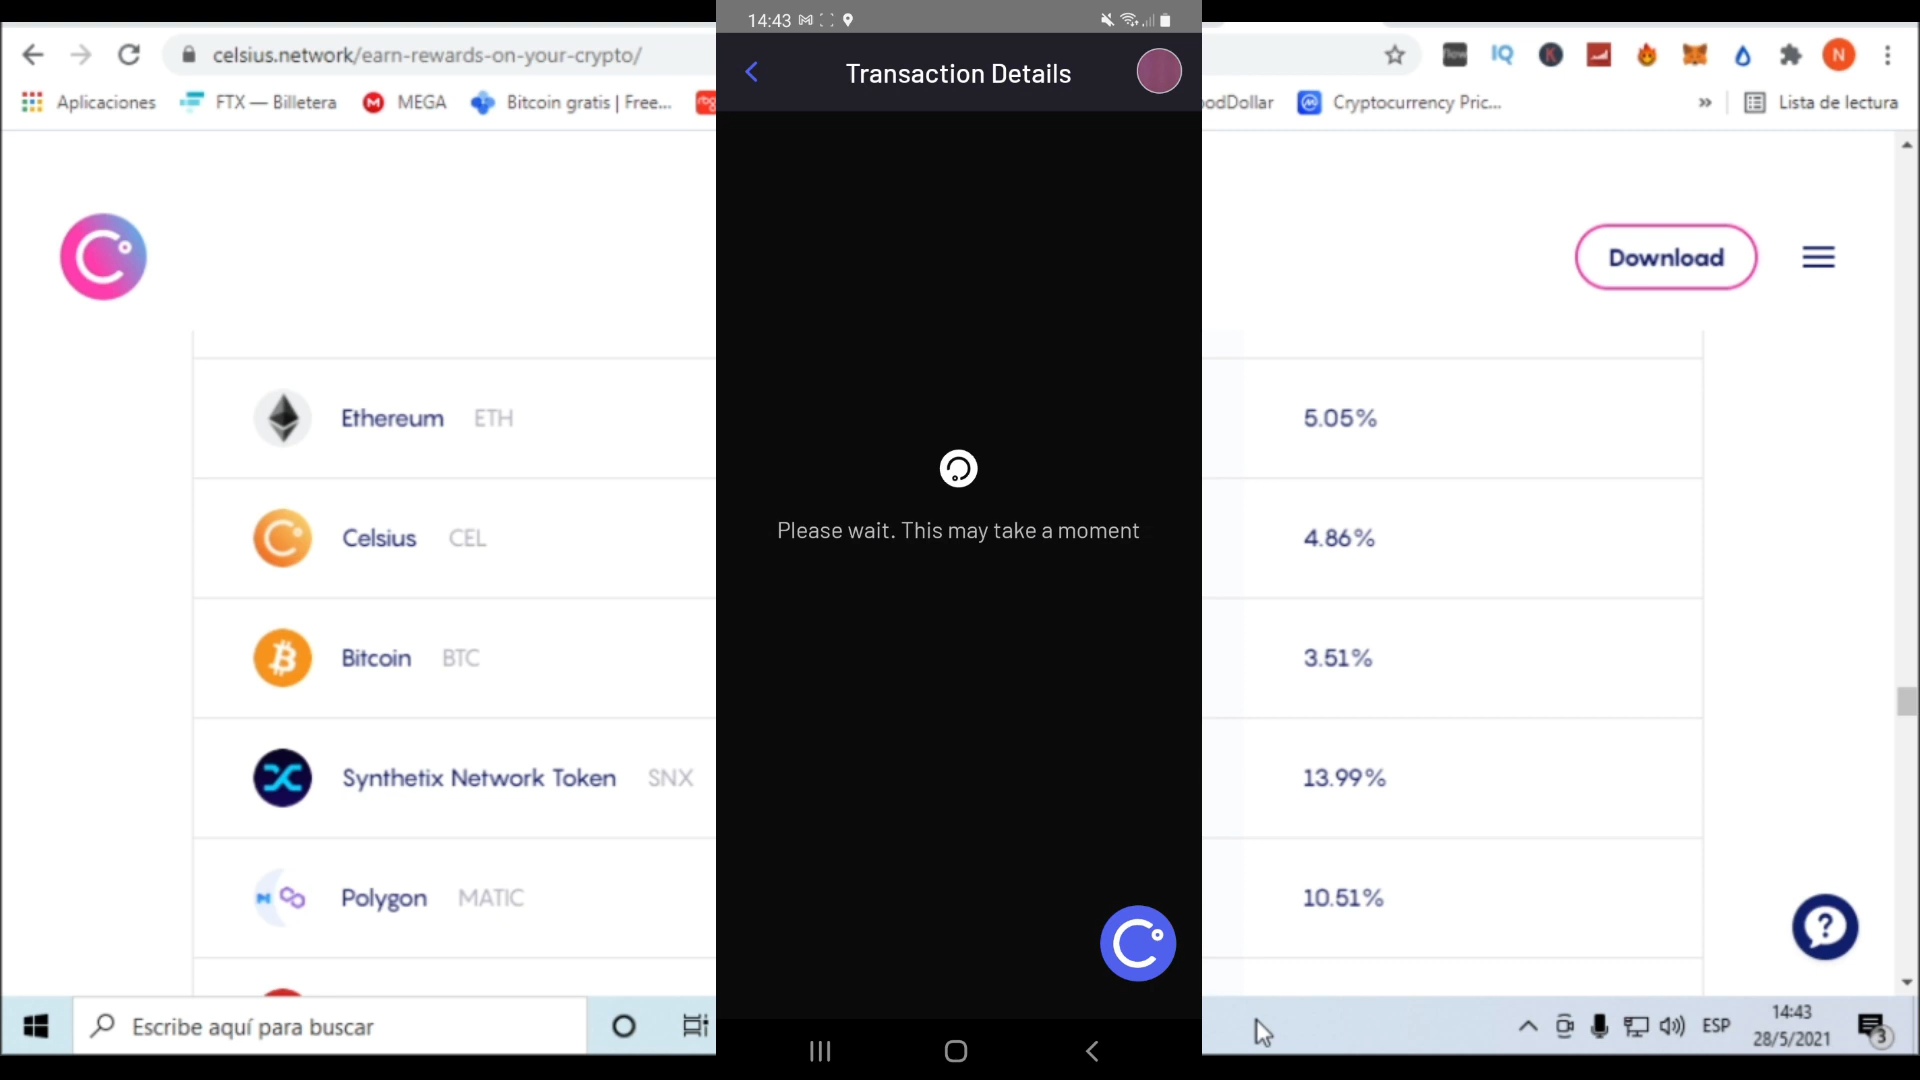 14:43
celsius.network/earn-rewards-on-your-crypto/
Transaction Details
N
Aplicaciones
FTX — Billetera
MEGA
Bitcoin gratis | Free...
odDollar
Cryptocurrency Pric...
»
Lista de lectura
Download
Ethereum ETH
5.05%
Please wait. This may take a moment
Celsius CEL
4.86%
Bitcoin BTC
3.51%
Synthetix Network Token SNX
13.99%
Polygon MATIC
10.51%
Escribe aquí para buscar
ESP
14:43
28/5/2021
3